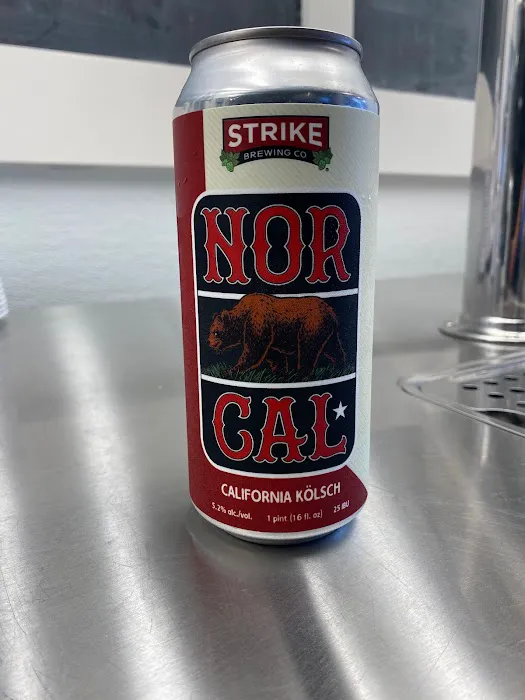 STRIKE
BREWING CO
NOR
CAL
CALIFORNIA KÖLSCH
5.2% alc./vol. 1 pint (16 fl. oz) 25 IBU